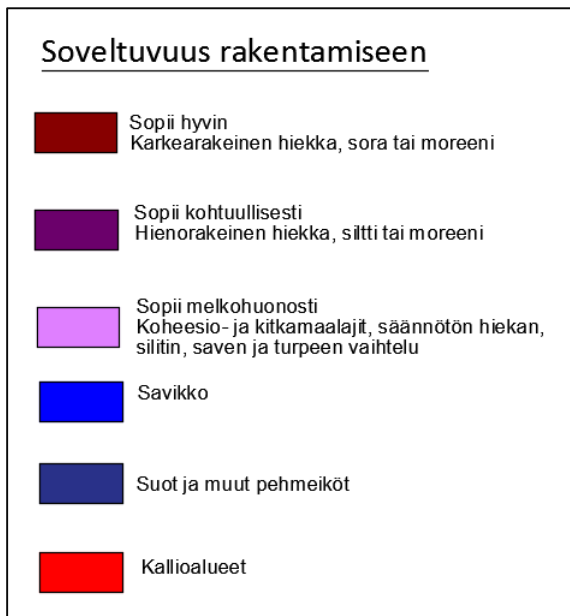 Soveltuvuus rakentamiseen
Sopii hyvin
Karkearakeinen hiekka, sora tai moreeni
Sopii kohtuullisesti
Hienorakeinen hiekka, siltti tai moreeni
Sopii melkohuonosti
Koheesio- ja kitkamaalajit, säännötön hiekan,
silitin, saven ja turpeen vaihtelu
Savikko
Suot ja muut pehmeiköt
Kallioalueet